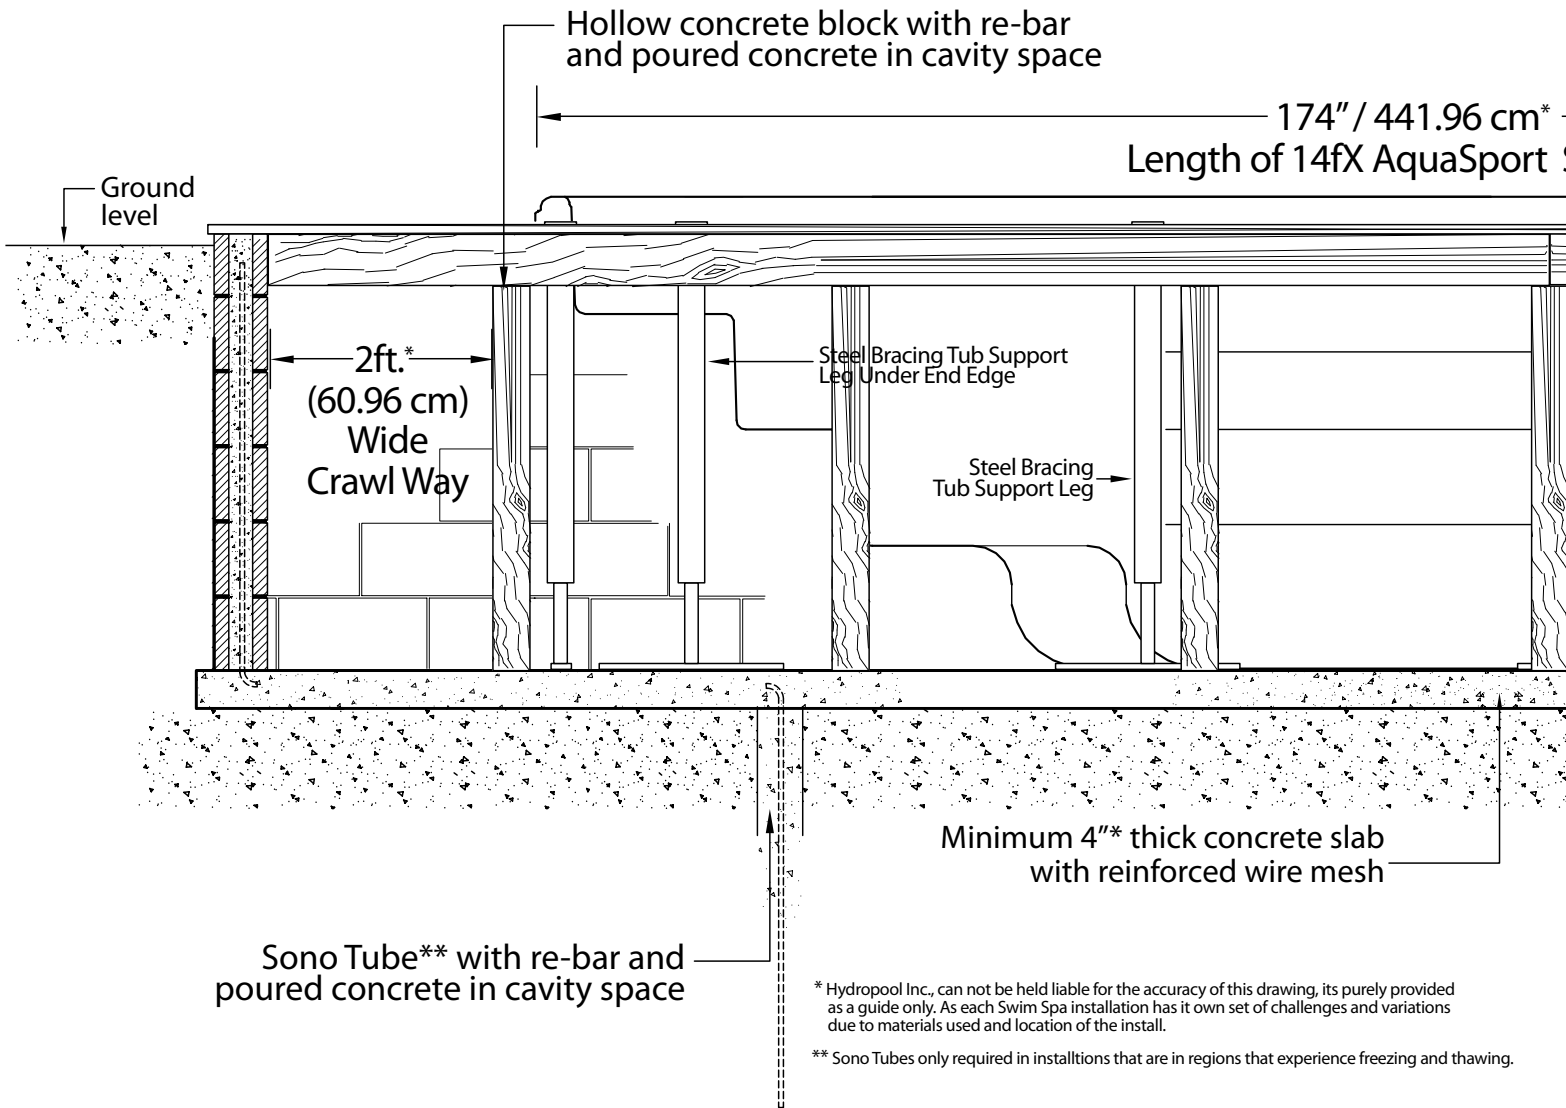 Hollow concrete block with re-bar
and poured concrete in cavity space
174" / 441.96 cm*
Length of 14fX AquaSport
Ground
level
2ft.*
(60.96 cm)
Wide
Crawl Way
Steel Bracing Tub Support
Leg Under End Edge
Steel Bracing
Tub Support Leg
Minimum 4"* thick concrete slab
with reinforced wire mesh
Sono Tube** with re-bar and
poured concrete in cavity space
* Hydropool Inc., can not be held liable for the accuracy of this drawing, its purely provided
as a guide only. As each Swim Spa installation has it own set of challenges and variations
due to materials used and location of the install.
** Sono Tubes only required in installtions that are in regions that experience freezing and thawing.